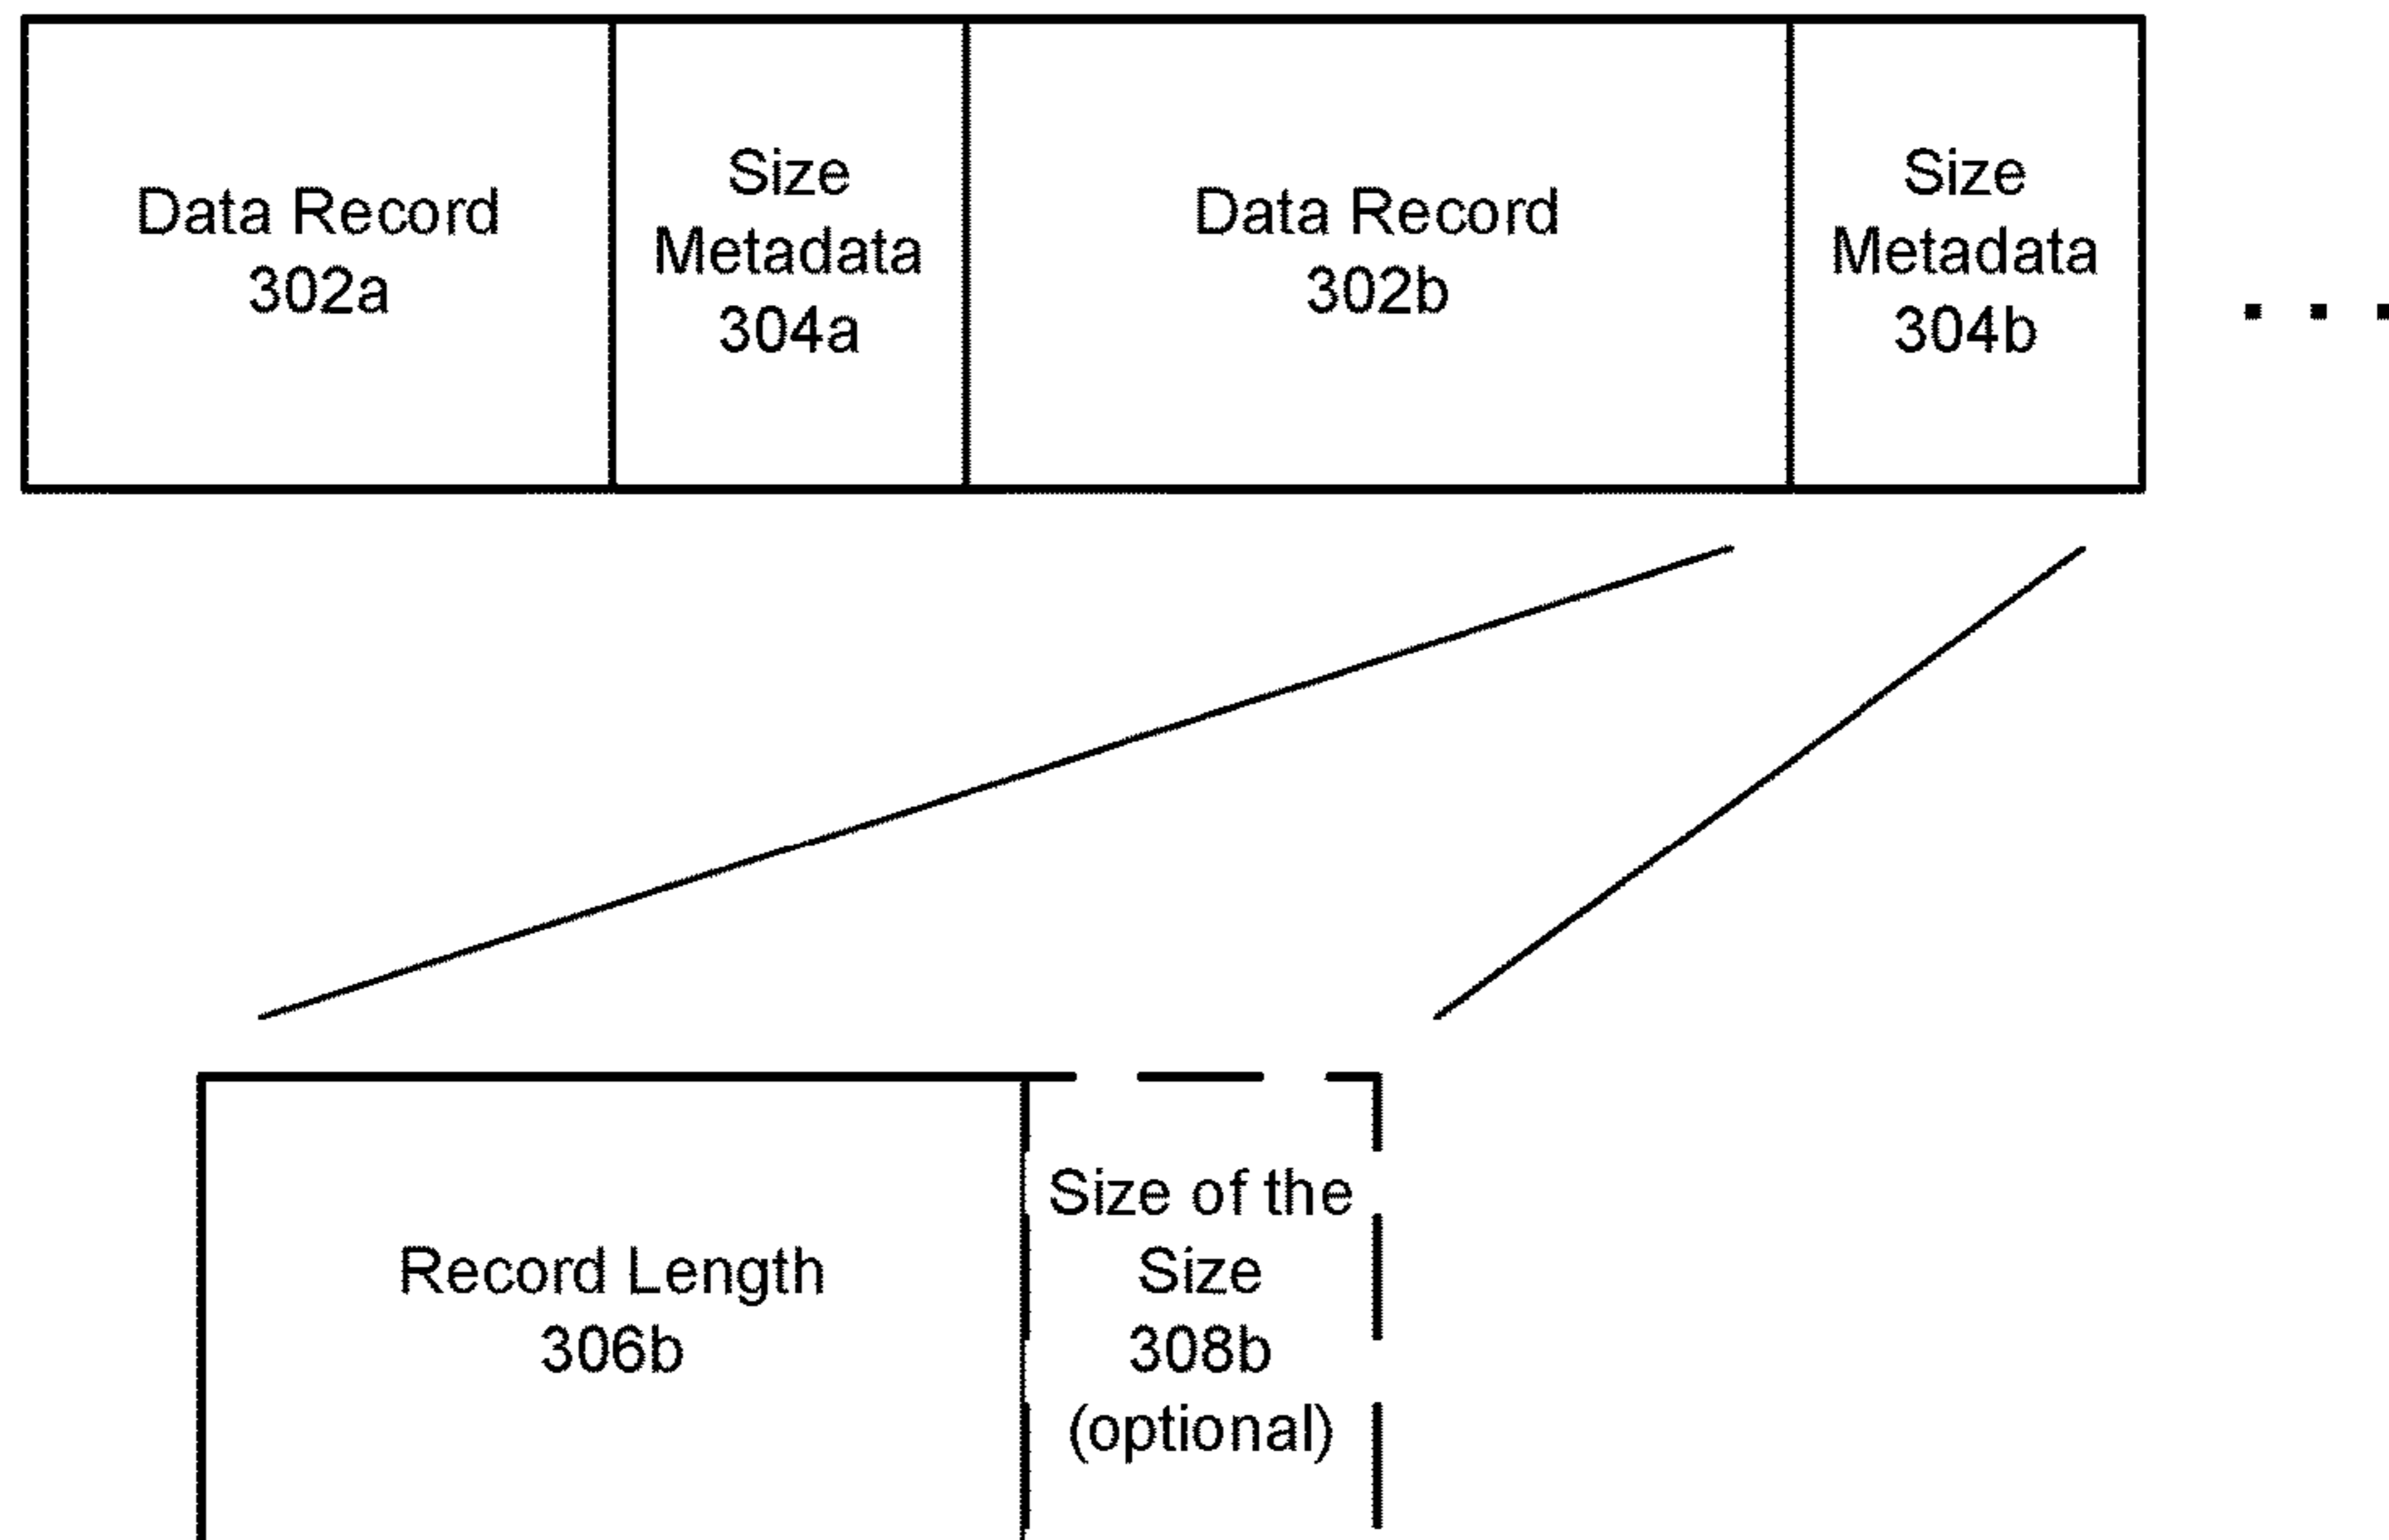 Data Record
302a
Size
Metadata
304a
Data Record
302b
Size
Metadata
304b
. . .
Record Length
306b
Size of the
Size
308b
(optional)